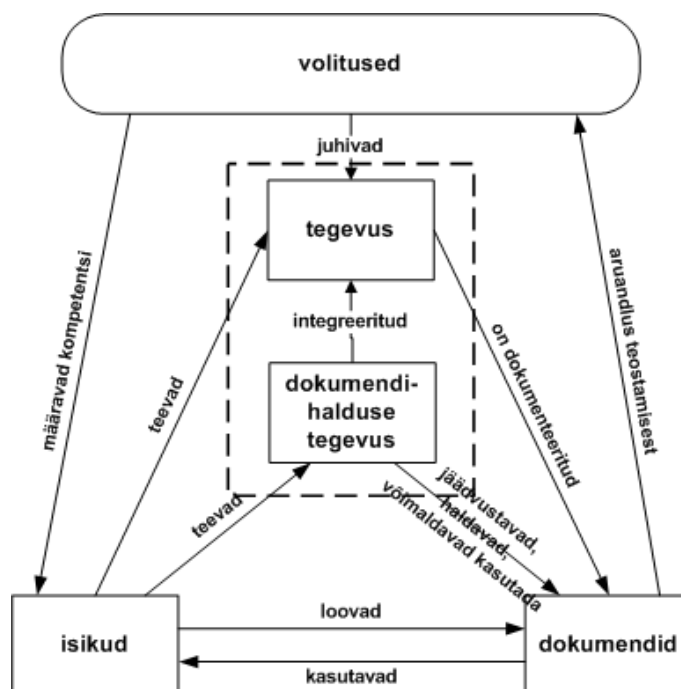 volitused
juhivad
tegevus
määravad kompetentsi
teevad
integreeritud
on dokumenteeritud
aruandlus teostamisest
dokumendi-
halduse
tegevus
teevad
jäädvustavad,
haldavad,
võimaldavad kasutada
isikud
loovad
kasutavad
dokumendid